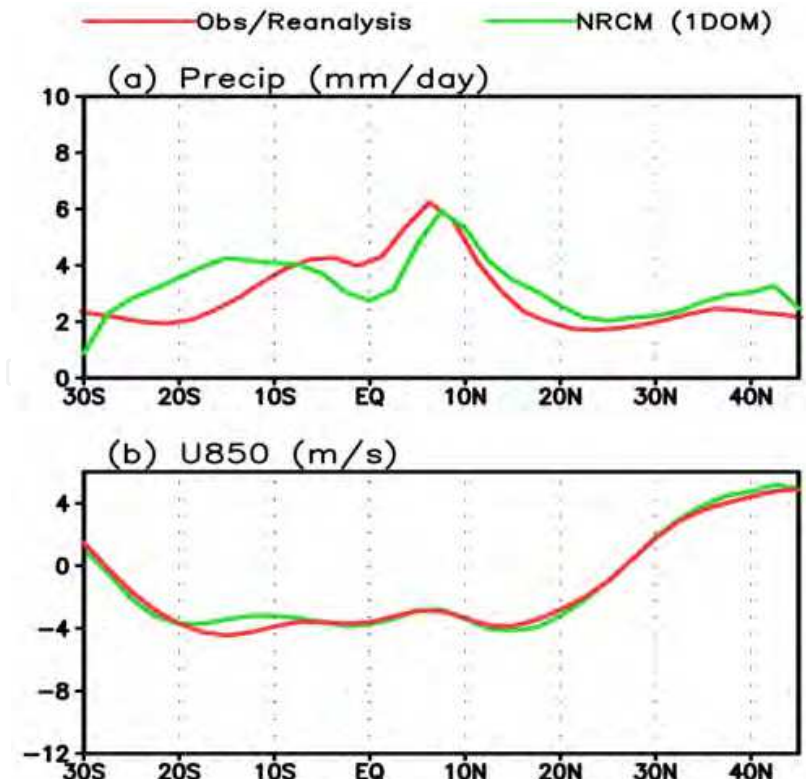 Obs/Reanalysis NRCM (1DOM)
(a) Precip (mm/day)
10
8
6
4
2
0
30S 20S 10S EQ 10N 20N 30N 40N
(b) U850 (m/s)
4
0
-4
-8
-12
30S 20S 10S EQ 10N 20N 30N 40N